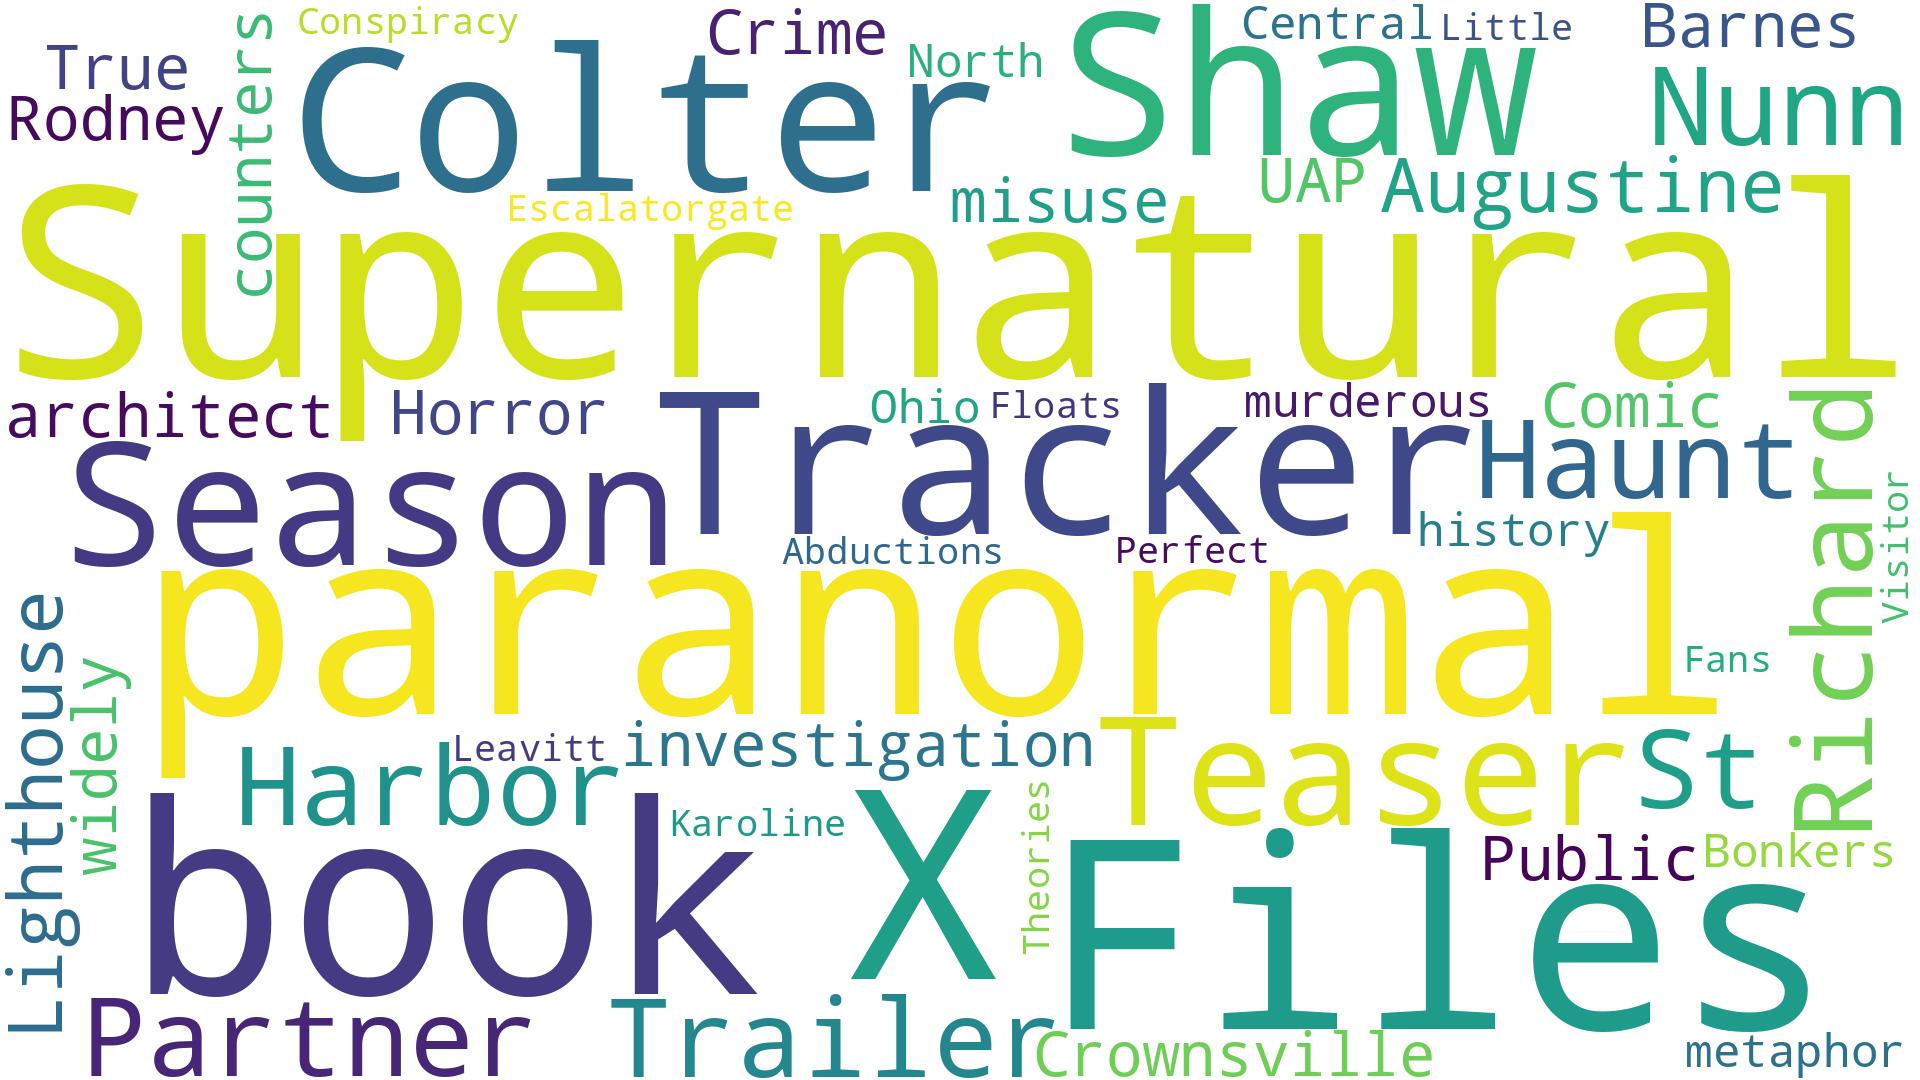 Conspiracy
Crime
Central
Little
Barnes
True
counters
Colter
North
Shaw
Nunn
Rodney
Escalatorgate
misuse
UAP
Augustine
Supernatural
architect
Horror
Ohio
Floats
murderous
Comic
Richard
Season
Tracker
Haunt
Visitor
history
Abductions
Perfect
Lighthouse
widely
paranormal
Fans
Harbor
Leavitt
investigation
Teaser
St
Karoline
Theories
book
X
Files
Public
Bonkers
Partner
Trailer
Crownsville
metaphor